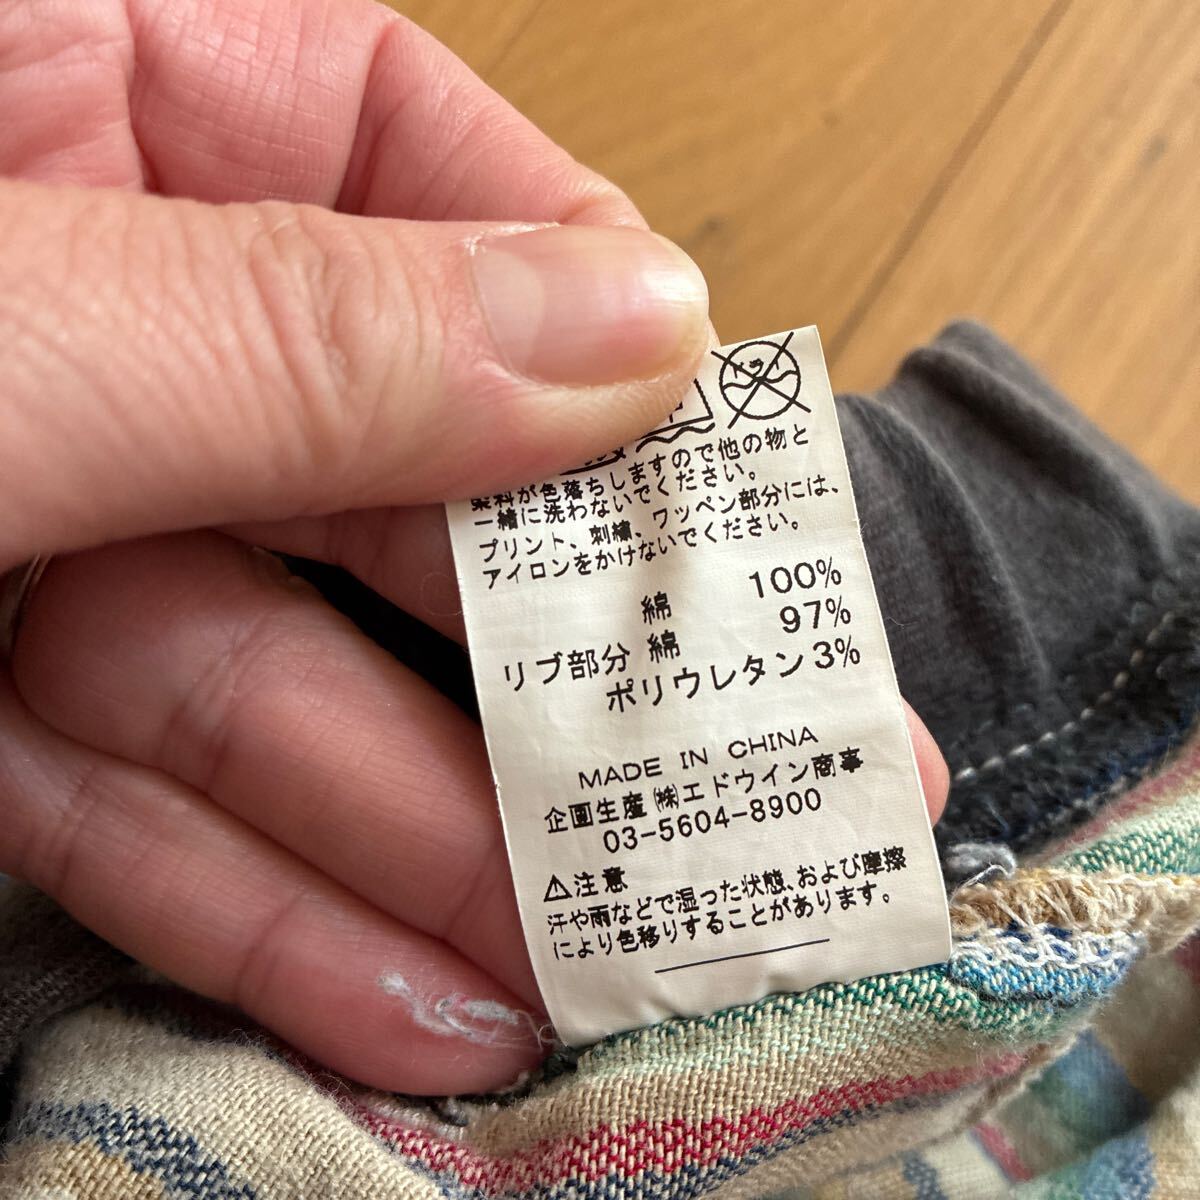 ドライ
染料が色落ちしますので他の物と
一緒に洗わないでください。
プリント、刺繍、ワッペン部分には、
アイロンをかけないでください。
綿 100%
リブ部分 綿 97%
ポリウレタン 3%
MADE IN CHINA
企画生産 ㈱エドウイン商事
03-5604-8900
⚠注意
汗や雨などで湿った状態、および摩擦
により色移りすることがあります。